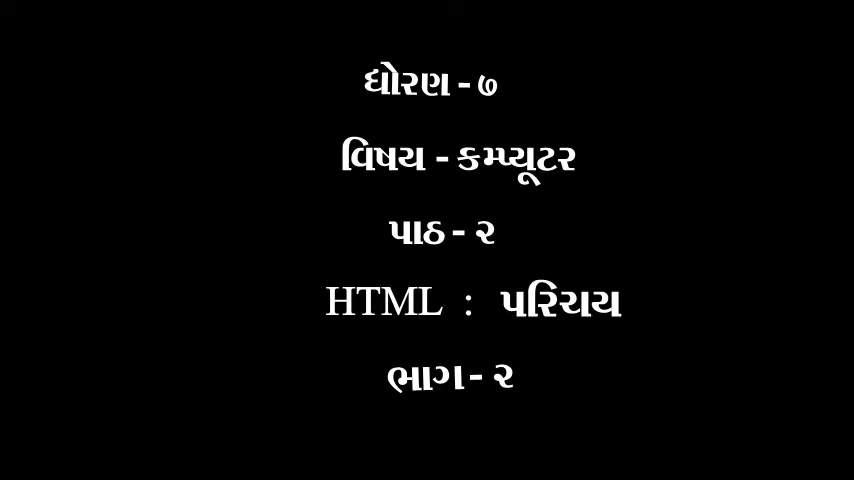 ધોરણ - ૭
વિષય - કમ્પ્યૂટર
પાઠ - ૨
HTML : પરિચય
ભાગ - ૨